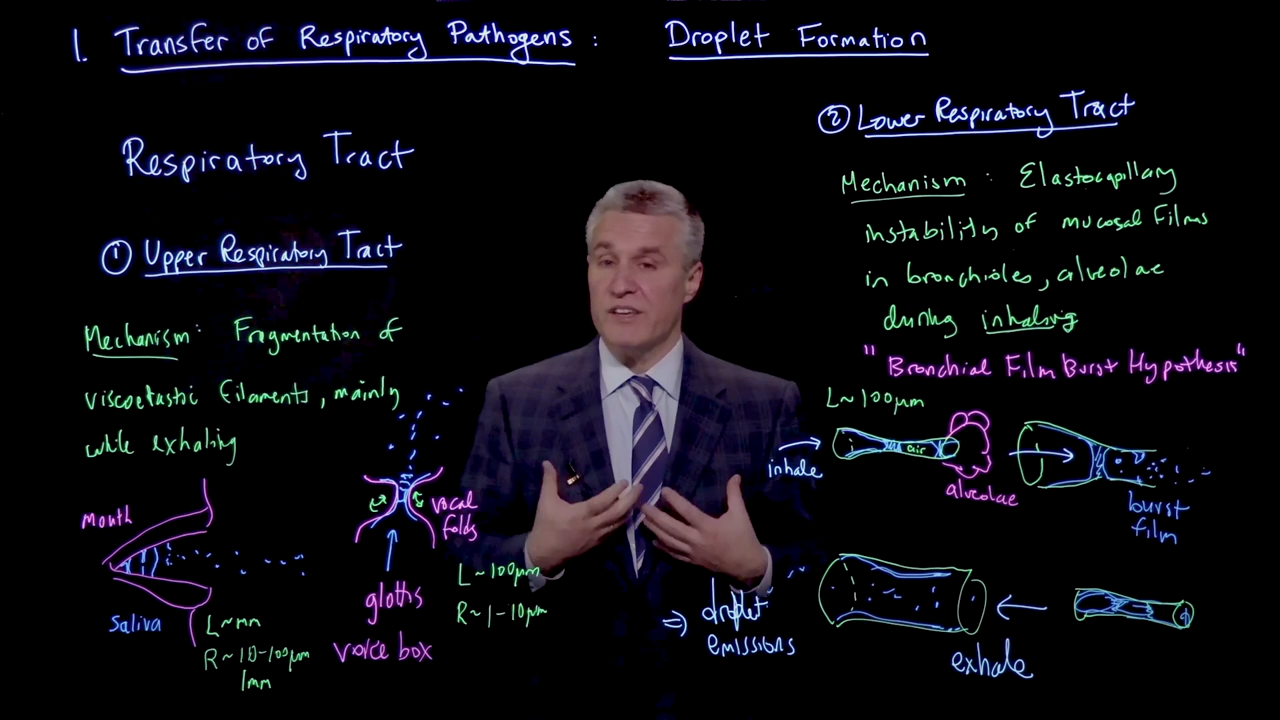 1. Transfer of Respiratory Pathogens : Droplet Formation
Respiratory Tract
① Upper Respiratory Tract
Mechanism: Fragmentation of
viscoelastic filaments, mainly
while exhaling
mouth
saliva
L~mm
R~10-100μm
1mm
vocal
folds
glottis
voice box
L~100μm
R~1-10μm
② Lower Respiratory Tract
Mechanism : Elastocapillary
instability of mucosal films
in bronchioles, alveolae
during inhaling
"Bronchial Film Burst Hypothesis"
L~100μm
inhale
air
alveolae
burst
film
⇒ droplet
emissions
exhale